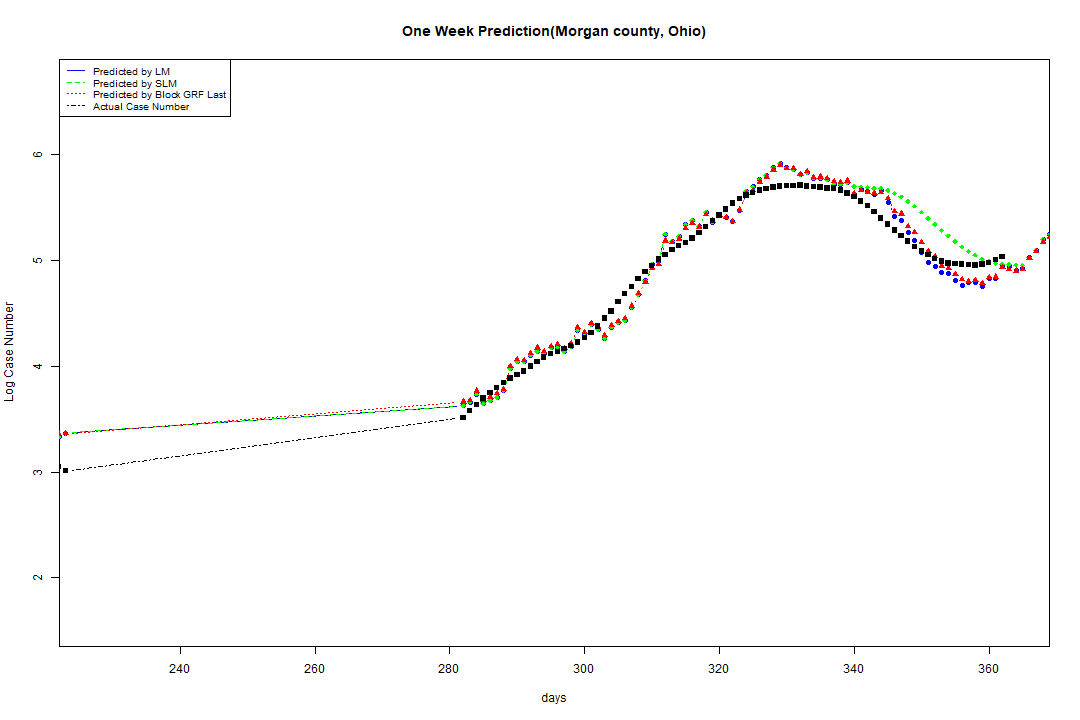 One Week Prediction(Morgan county, Ohio)
Predicted by LM
Predicted by SLM
Predicted by Block GRF Last
Actual Case Number
6
5
4
3
2
Log Case Number
240 260 280 300 320 340 360
days